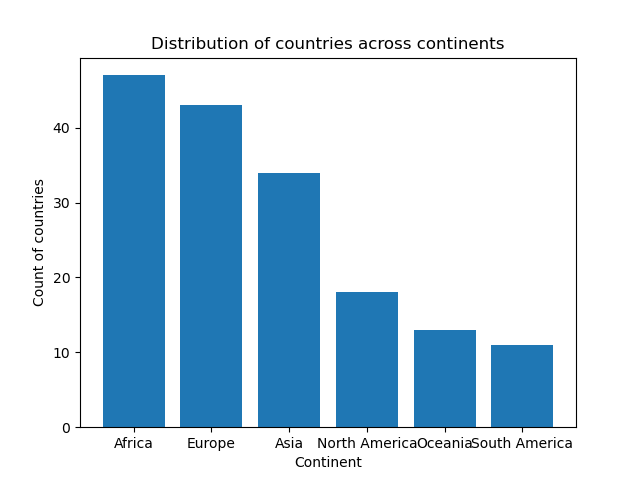 Distribution of countries across continents
Count of countries
40
30
20
10
0
Africa Europe Asia North America Oceania South America
Continent